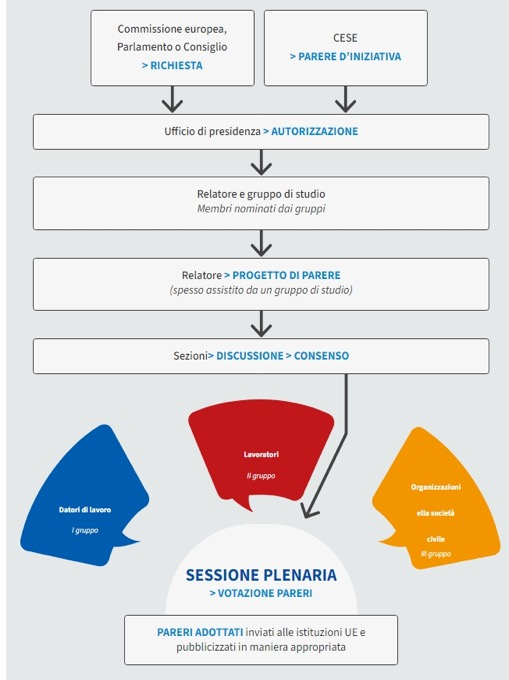 Commissione europea,
Parlamento o Consiglio
> RICHIESTA
CESE
> PARERE D’INIZIATIVA
Ufficio di presidenza > AUTORIZZAZIONE
Relatore e gruppo di studio
Membri nominati dai gruppi
Relatore > PROGETTO DI PARERE
(spesso assistito da un gruppo di studio)
Sezioni> DISCUSSIONE > CONSENSO
Datori di lavoro
I gruppo
Lavoratori
II gruppo
Organizzazioni
ella società
civile
III gruppo
SESSIONE PLENARIA
> VOTAZIONE PARERI
PARERI ADOTTATI inviati alle istituzioni UE e
pubblicizzati in maniera appropriata